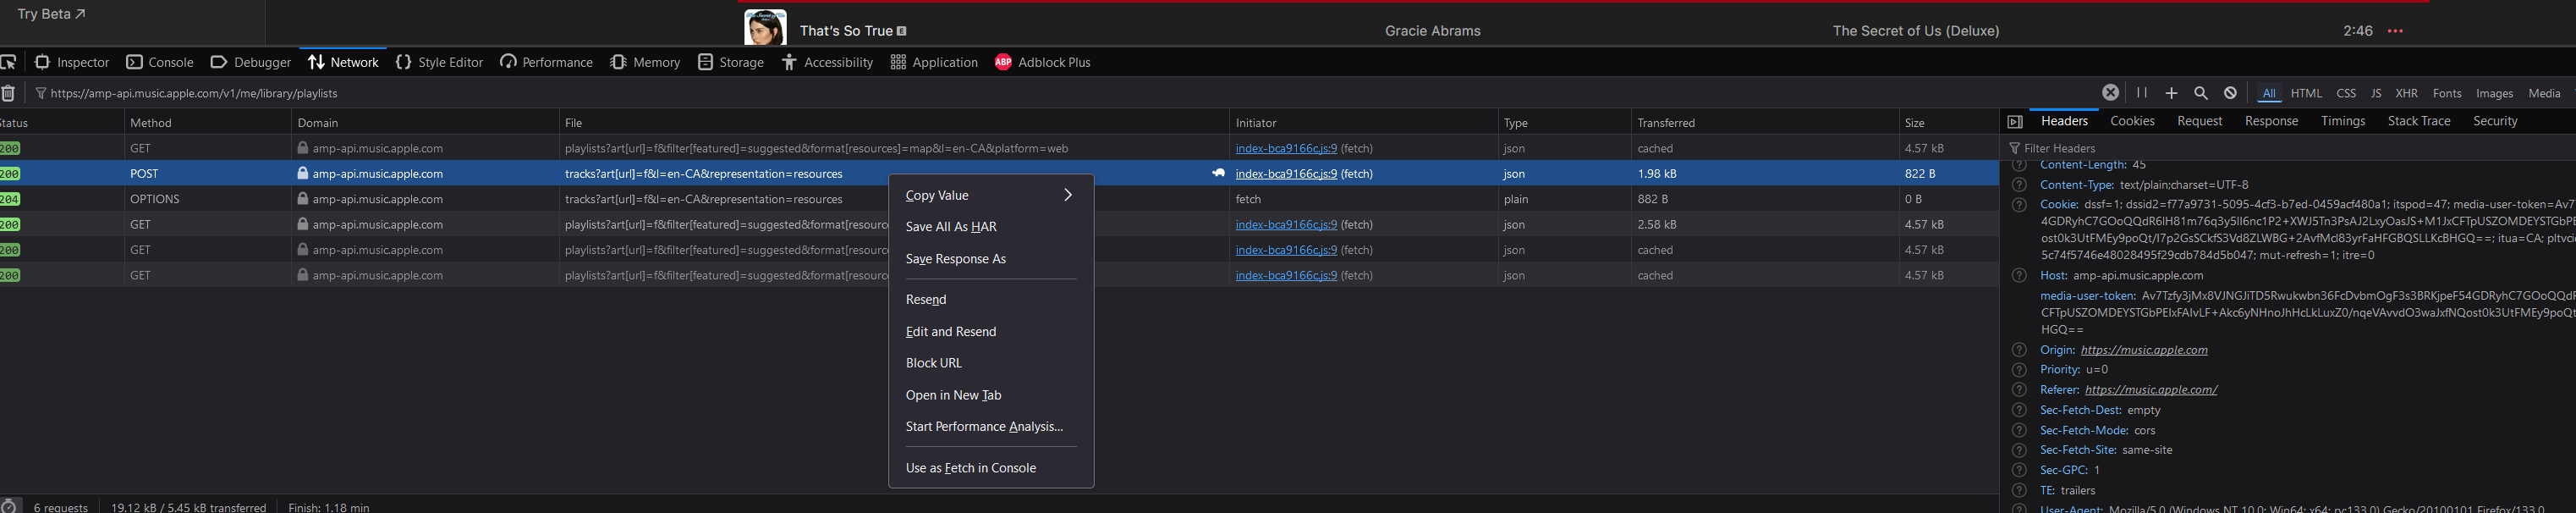 Try Beta
That's So True E
Gracie Abrams
The Secret of Us (Deluxe)
2:46
Inspector
Console
Debugger
Network
Style Editor
Performance
Memory
Storage
Accessibility
Application
ABP Adblock Plus
https://amp-api.music.apple.com/v1/me/library/playlists
All HTML CSS JS XHR Fonts Images Media
Status Method Domain File Initiator Type Transferred Size
200 GET amp-api.music.apple.com playlists?art[url]=f&filter[featured]=suggested&format[resources]=map&l=en-CA&platform=web index-bca9166c.js:9 (fetch) json cached 4.57 kB
200 POST amp-api.music.apple.com tracks?art[url]=f&l=en-CA&representation=resources index-bca9166c.js:9 (fetch) json 1.98 kB 822 B
204 OPTIONS amp-api.music.apple.com tracks?art[url]=f&l=en-CA&representation=resources fetch plain 882 B 0 B
200 GET amp-api.music.apple.com playlists?art[url]=f&filter[featured]=suggested&format[resourc index-bca9166c.js:9 (fetch) json 2.58 kB 4.57 kB
200 GET amp-api.music.apple.com playlists?art[url]=f&filter[featured]=suggested&format[resourc index-bca9166c.js:9 (fetch) json cached 4.57 kB
200 GET amp-api.music.apple.com playlists?art[url]=f&filter[featured]=suggested&format[resourc index-bca9166c.js:9 (fetch) json cached 4.57 kB
Copy Value
Save All As HAR
Save Response As
Resend
Edit and Resend
Block URL
Open in New Tab
Start Performance Analysis...
Use as Fetch in Console
6 requests
19.12 kB / 5.45 kB transferred
Finish: 1.18 min
Headers Cookies Request Response Timings Stack Trace Security
Filter Headers
Content-Length: 45
Content-Type: text/plain;charset=UTF-8
Cookie: dssf=1; dssid2=f77a9731-5095-4cf3-b7ed-0459acf480a1; itspod=47; media-user-token=
itua=CA;
5c74f5746e48028495f29cdb784d5b047; mut-refresh=1; itre=0
Host: amp-api.music.apple.com
media-user-token:
HGQ==
Origin: https://music.apple.com
Priority: u=0
Referer: https://music.apple.com/
Sec-Fetch-Dest: empty
Sec-Fetch-Mode: cors
Sec-Fetch-Site: same-site
Sec-GPC: 1
TE: trailers
User-Agent: Mozilla/5.0 (Windows NT 10.0; Win64; x64; rv:133.0) Gecko/20100101 Firefox/133.0